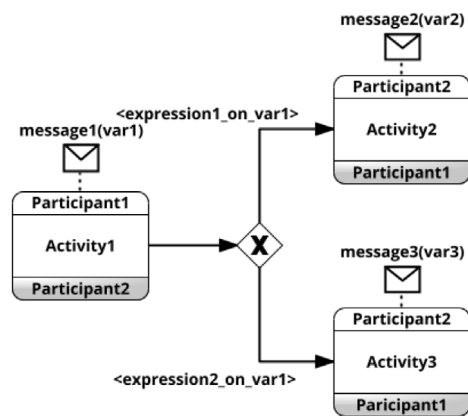 message2(var2)
Participant2
Activity2
Participant1
<expression1_on_var1>
message1(var1)
Participant1
Activity1
Participant2
X
message3(var3)
Participant2
Activity3
Paricipant1
<expression2_on_var1>